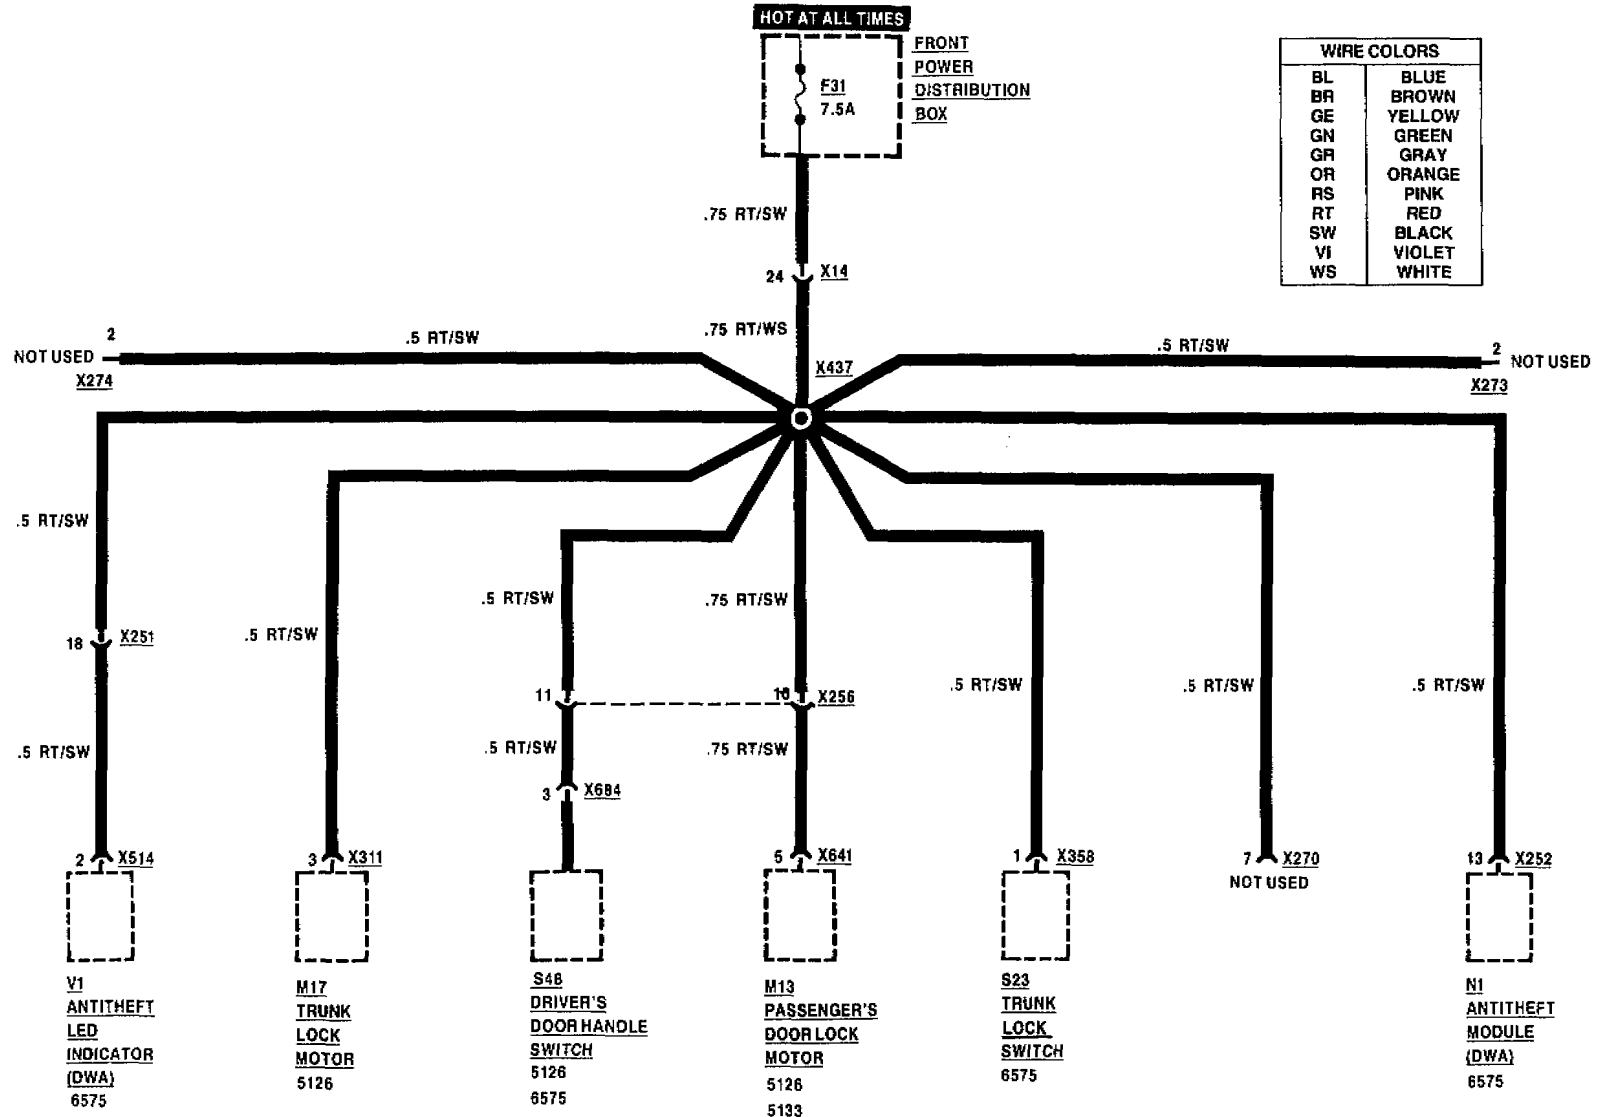 HOT AT ALL TIMES
FRONT
POWER
DISTRIBUTION
BOX
F31
7.5A
WIRE COLORS
BL BLUE
BR BROWN
GE YELLOW
GN GREEN
GR GRAY
OR ORANGE
RS PINK
RT RED
SW BLACK
VI VIOLET
WS WHITE
.75 RT/SW
24 X14
.75 RT/WS
2
NOT USED
X274
.5 RT/SW
X437
.5 RT/SW
2
NOT USED
X273
.5 RT/SW
18 X251
.5 RT/SW
2 X514
V1
ANTITHEFT
LED
INDICATOR
(DWA)
6575
.5 RT/SW
3 X311
M17
TRUNK
LOCK
MOTOR
5126
.5 RT/SW
11
.5 RT/SW
3 X684
S48
DRIVER'S
DOOR HANDLE
SWITCH
5126
6575
.75 RT/SW
10 X256
.75 RT/SW
5 X641
M13
PASSENGER'S
DOOR LOCK
MOTOR
5126
5133
.5 RT/SW
1 X358
S23
TRUNK
LOCK
SWITCH
6575
.5 RT/SW
7 X270
NOT USED
.5 RT/SW
13 X252
N1
ANTITHEFT
MODULE
(DWA)
6575